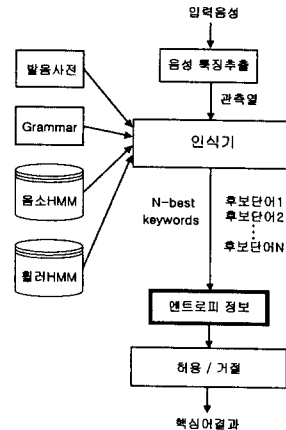 입력음성
음성 특징추출
관측열
발음사전
Grammar
음소HMM
필러HMM
인식기
N-best
keywords
후보단어1
후보단어2
후보단어N
엔트로피 정보
허용 / 거절
핵심어결과